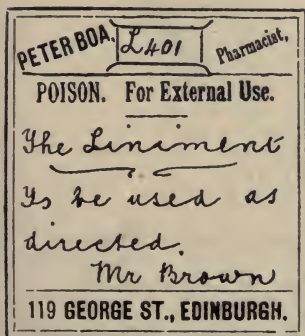 PETER BOA. L401 Pharmacist,
POISON. For External Use.
The Liniment
To be used as
directed.
Mr Brown
119 GEORGE ST., EDINBURGH.